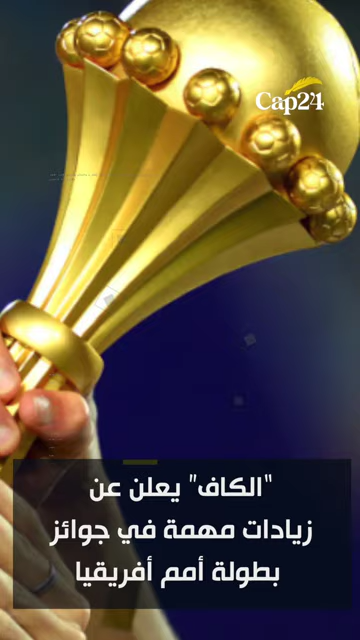 Cap24
"الكاف" يعلن عن
زيادات مهمة في جوائز
بطولة أمم أفريقيا